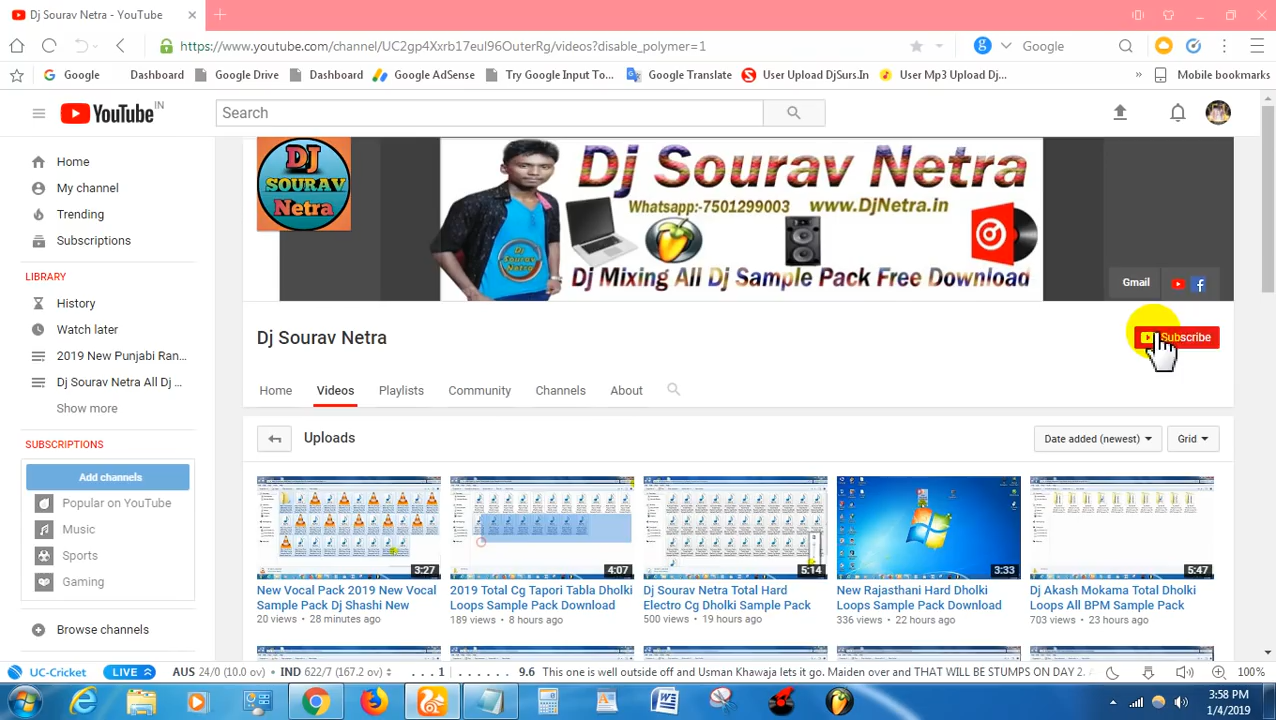 Dj Sourav Netra - YouTube
https://www.youtube.com/channel/UC2gp4Xxrb17euI96OuterRg/videos?disable_polymer=1
Google
Google
Dashboard
Google Drive
Dashboard
Google AdSense
Try Google Input To...
Google Translate
User Upload DjSurs.In
User Mp3 Upload Dj...
»
Mobile bookmarks
YouTube IN
Search
Home
My channel
Trending
Subscriptions
LIBRARY
History
Watch later
2019 New Punjabi Ran...
Dj Sourav Netra All Dj ...
Show more
SUBSCRIPTIONS
Add channels
Popular on YouTube
Music
Sports
Gaming
Browse channels
DJ
SOURAV
Netra
Dj Sourav Netra
Whatsapp:-7501299003 www.DjNetra.in
Dj Mixing All Dj Sample Pack Free Download
DJ
Sourav
Netra
Gmail
Dj Sourav Netra
Subscribe
Home
Videos
Playlists
Community
Channels
About
Uploads
Date added (newest)
Grid
3:27
New Vocal Pack 2019 New Vocal
Sample Pack Dj Shashi New
20 views • 28 minutes ago
4:07
2019 Total Cg Tapori Tabla Dholki
Loops Sample Pack Download
189 views • 8 hours ago
5:14
Dj Sourav Netra Total Hard
Electro Cg Dholki Sample Pack
500 views • 19 hours ago
3:33
New Rajasthani Hard Dholki
Loops Sample Pack Download
336 views • 22 hours ago
5:47
Dj Akash Mokama Total Dholki
Loops All BPM Sample Pack
703 views • 23 hours ago
UC-Cricket
LIVE
AUS 24/0 (10.0 ov)
IND 622/7 (167.2 ov)
. . . 1 . . . . . .
9.6 This one is well outside off and Usman Khawaja lets it go. Maiden over and THAT WILL BE STUMPS ON DAY 2.
100%
3:58 PM
1/4/2019